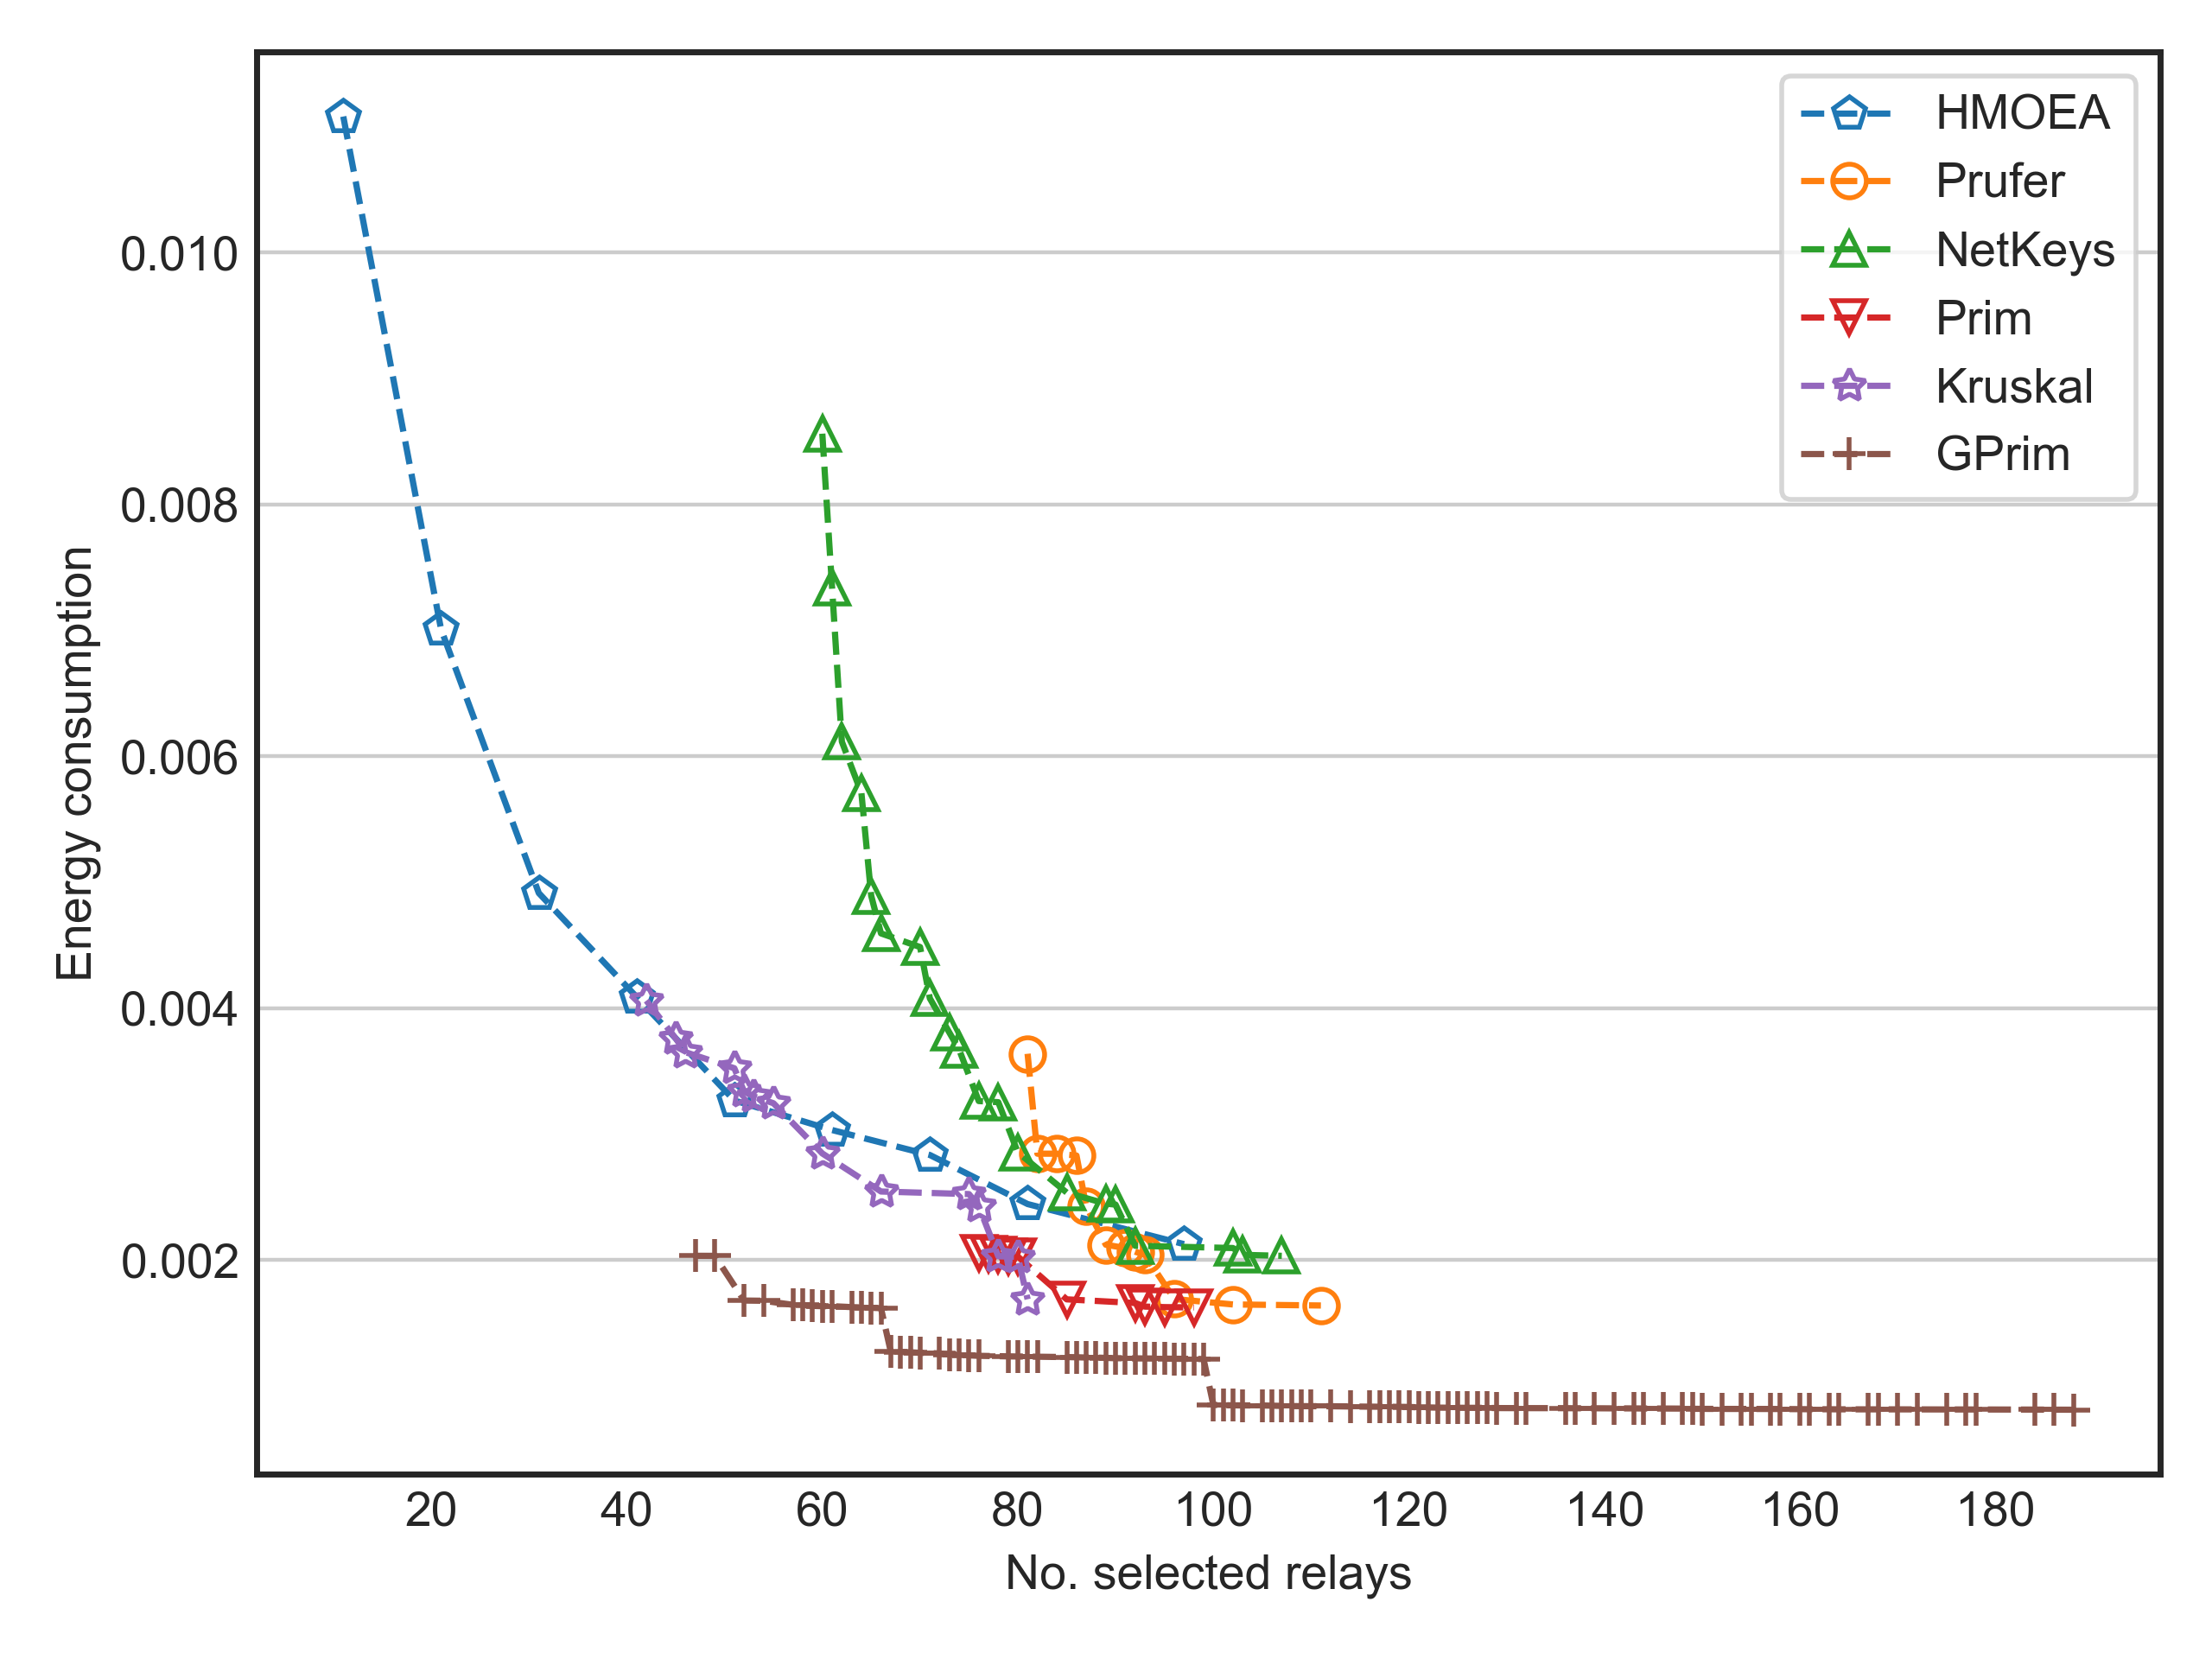 HMOEA
Prufer
NetKeys
Prim
Kruskal
GPrim
Energy consumption
0.010
0.008
0.006
0.004
0.002
20 40 60 80 100 120 140 160 180
No. selected relays